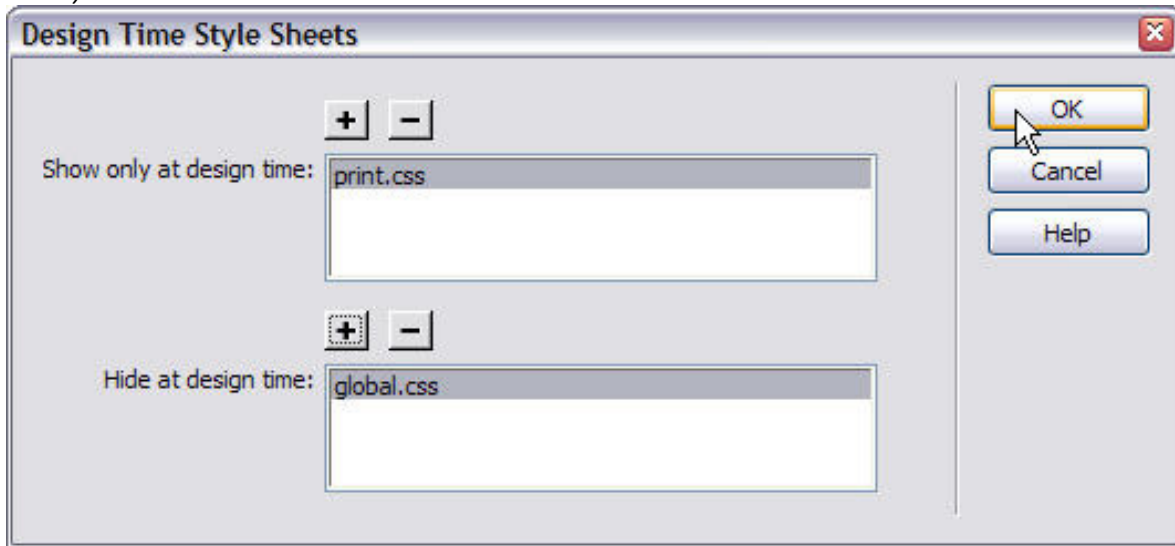 Design Time Style Sheets
+ −
Show only at design time:
print.css
+ −
Hide at design time:
global.css
OK
Cancel
Help